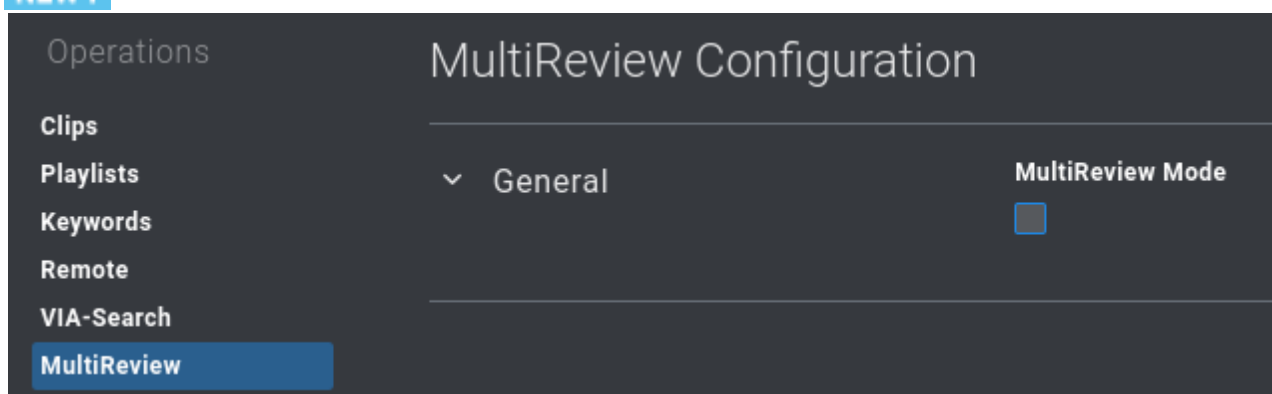 Operations
MultiReview Configuration
Clips
Playlists
Keywords
Remote
VIA-Search
MultiReview
General
MultiReview Mode